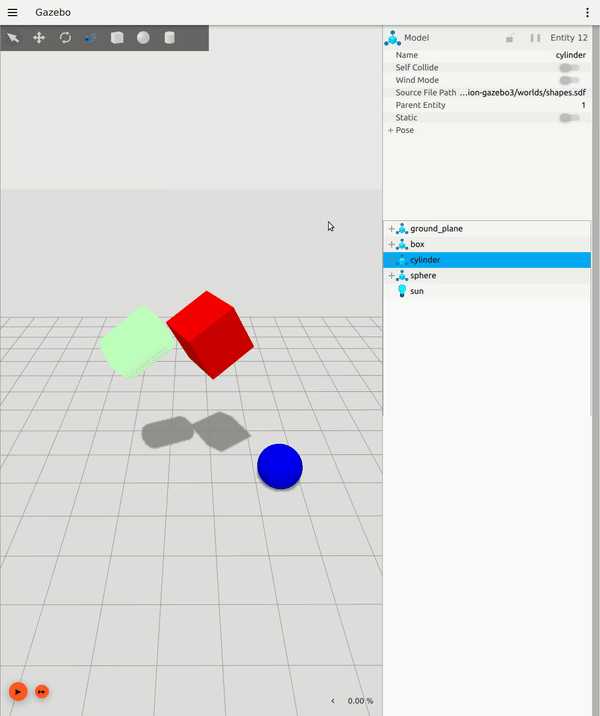 Gazebo
Model Entity 12
Name cylinder
Self Collide
Wind Mode
Source File Path ...ion-gazebo3/worlds/shapes.sdf
Parent Entity 1
Static
+ Pose
+ ground_plane
+ box
cylinder
+ sphere
sun
0.00 %